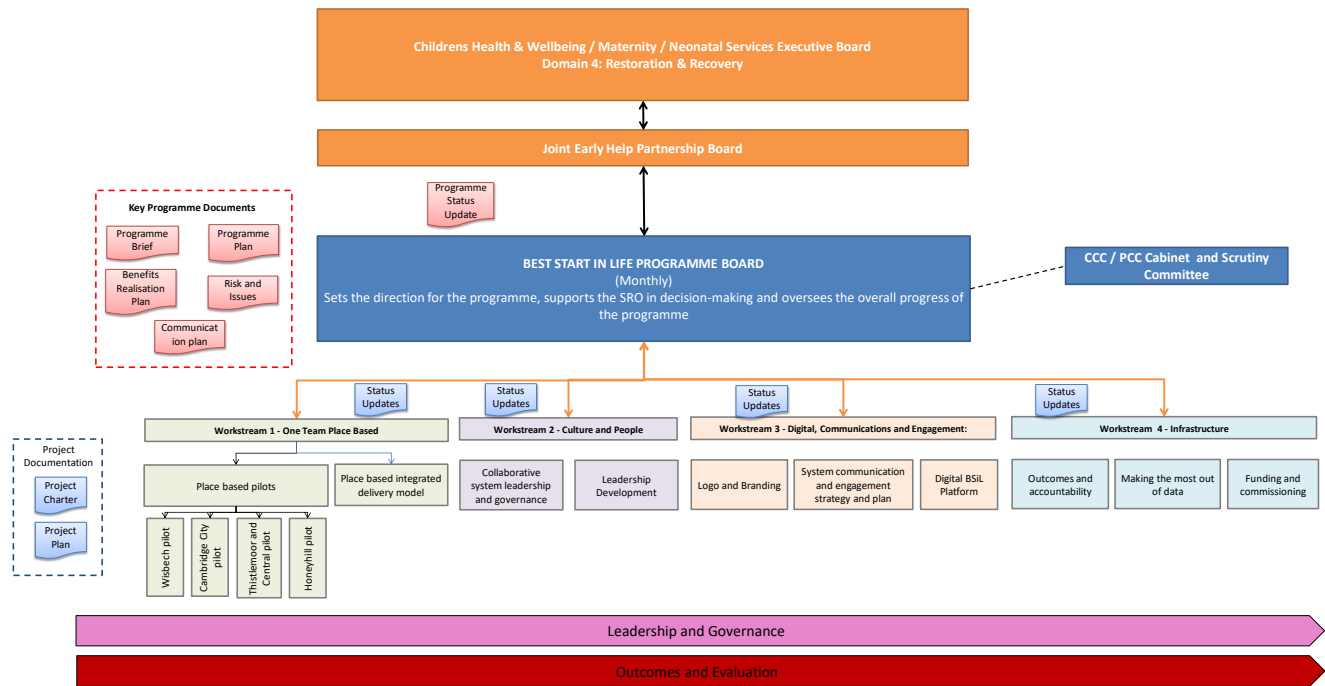 Childrens Health & Wellbeing / Maternity / Neonatal Services Executive Board
Domain 4: Restoration & Recovery
Joint Early Help Partnership Board
Programme
Status
Update
Key Programme Documents
Programme
Brief
Programme
Plan
Benefits
Realisation
Plan
Risk and
Issues
Communicat
ion plan
BEST START IN LIFE PROGRAMME BOARD
(Monthly)
Sets the direction for the programme, supports the SRO in decision-making and oversees the overall progress of
the programme
CCC / PCC Cabinet and Scrutiny
Committee
Status
Updates
Status
Updates
Status
Updates
Status
Updates
Workstream 1 - One Team Place Based
Workstream 2 - Culture and People
Workstream 3 - Digital, Communications and Engagement:
Workstream 4 - Infrastructure
Project
Documentation
Project
Charter
Project
Plan
Place based pilots
Place based integrated
delivery model
Collaborative
system leadership
and governance
Leadership
Development
Logo and Branding
System communication
and engagement
strategy and plan
Digital BSiL
Platform
Outcomes and
accountability
Making the most out
of data
Funding and
commissioning
Wisbech pilot
Cambridge City
pilot
Thistlemoor and
Central pilot
Honeyhill pilot
Leadership and Governance
Outcomes and Evaluation